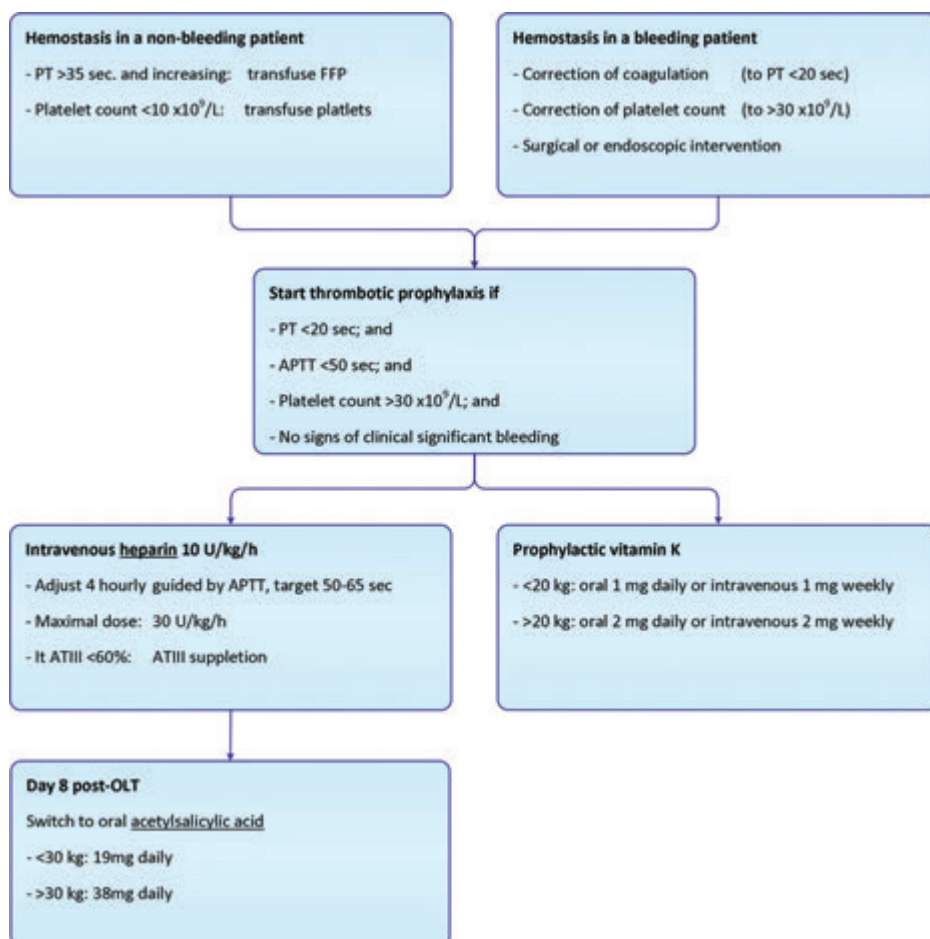 Hemostasis in a non-bleeding patient
- PT >35 sec. and increasing: transfuse FFP
- Platelet count <10 x10⁹/L: transfuse platlets
Hemostasis in a bleeding patient
- Correction of coagulation (to PT <20 sec)
- Correction of platelet count (to >30 x10⁹/L)
- Surgical or endoscopic intervention
Start thrombotic prophylaxis if
- PT <20 sec; and
- APTT <50 sec; and
- Platelet count >30 x10⁹/L; and
- No signs of clinical significant bleeding
Intravenous heparin 10 U/kg/h
- Adjust 4 hourly guided by APTT, target 50-65 sec
- Maximal dose: 30 U/kg/h
- It ATIII <60%: ATIII suppletion
Prophylactic vitamin K
- <20 kg: oral 1 mg daily or intravenous 1 mg weekly
- >20 kg: oral 2 mg daily or intravenous 2 mg weekly
Day 8 post-OLT
Switch to oral acetylsalicylic acid
- <30 kg: 19mg daily
- >30 kg: 38mg daily